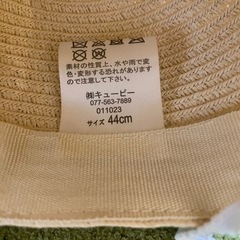 素材の性質上、水や雨で変
色・変形する恐れがあります
ので注意して下さい。
㈱キューピー
077-563-7889
011023
サイズ 44cm